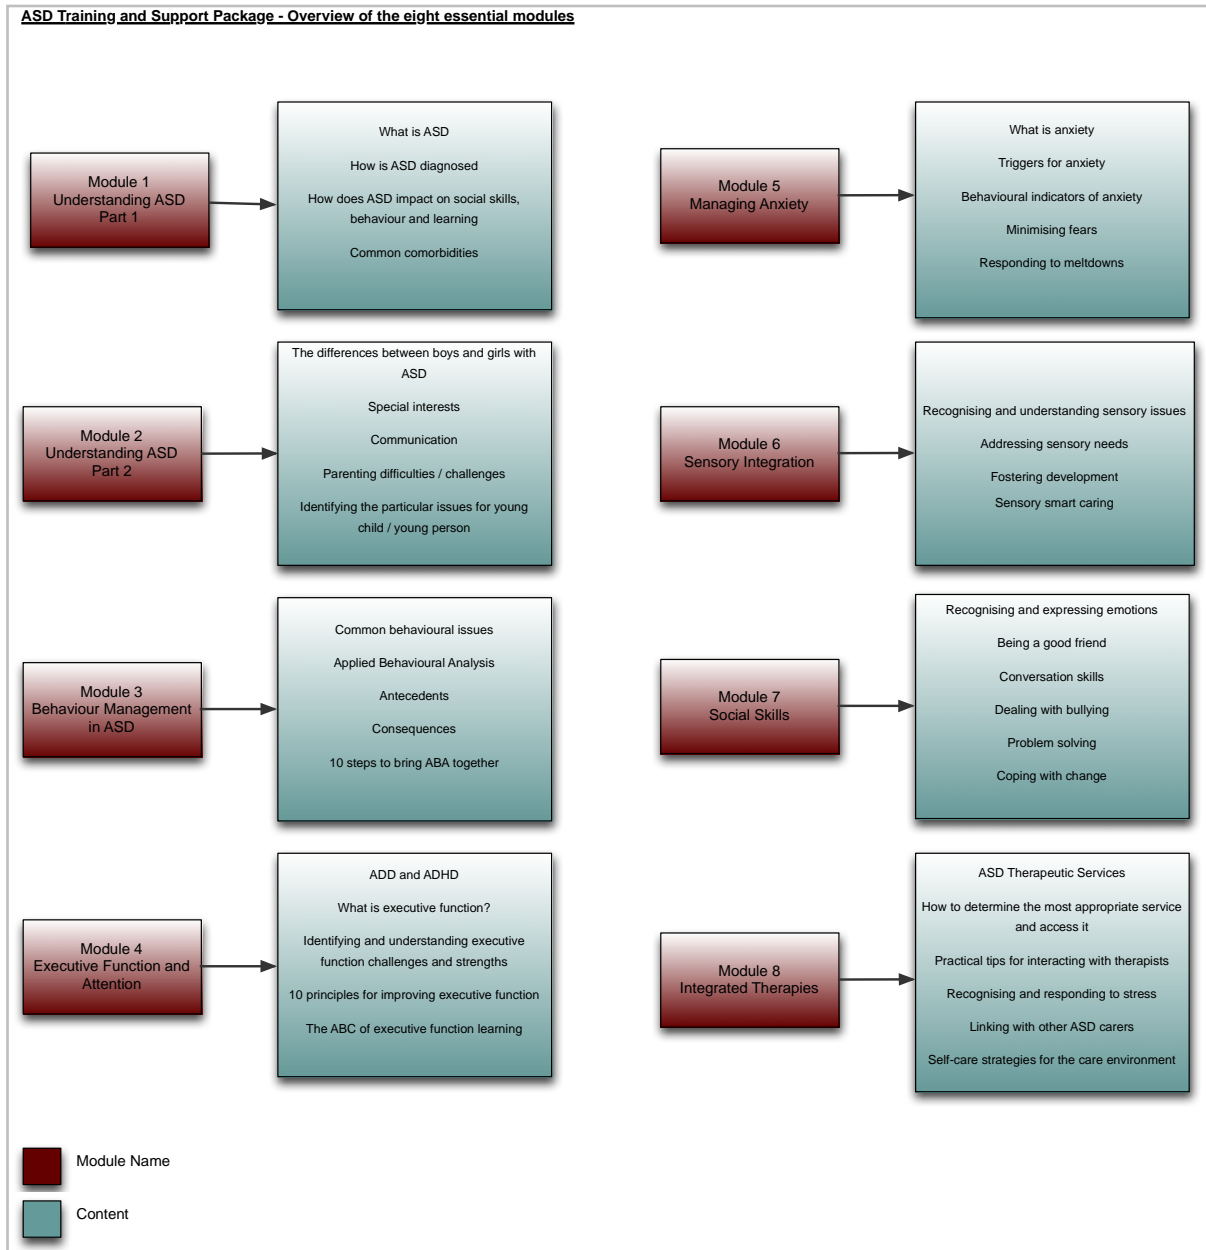 ASD Training and Support Package - Overview of the eight essential modules
Module 1
Understanding ASD
Part 1
What is ASD
How is ASD diagnosed
How does ASD impact on social skills,
behaviour and learning
Common comorbidities
Module 2
Understanding ASD
Part 2
The differences between boys and girls with
ASD
Special interests
Communication
Parenting difficulties / challenges
Identifying the particular issues for young
child / young person
Module 3
Behaviour Management
in ASD
Common behavioural issues
Applied Behavioural Analysis
Antecedents
Consequences
10 steps to bring ABA together
Module 4
Executive Function and
Attention
ADD and ADHD
What is executive function?
Identifying and understanding executive
function challenges and strengths
10 principles for improving executive function
The ABC of executive function learning
Module 5
Managing Anxiety
What is anxiety
Triggers for anxiety
Behavioural indicators of anxiety
Minimising fears
Responding to meltdowns
Module 6
Sensory Integration
Recognising and understanding sensory issues
Addressing sensory needs
Fostering development
Sensory smart caring
Module 7
Social Skills
Recognising and expressing emotions
Being a good friend
Conversation skills
Dealing with bullying
Problem solving
Coping with change
Module 8
Integrated Therapies
ASD Therapeutic Services
How to determine the most appropriate service
and access it
Practical tips for interacting with therapists
Recognising and responding to stress
Linking with other ASD carers
Self-care strategies for the care environment
Module Name
Content